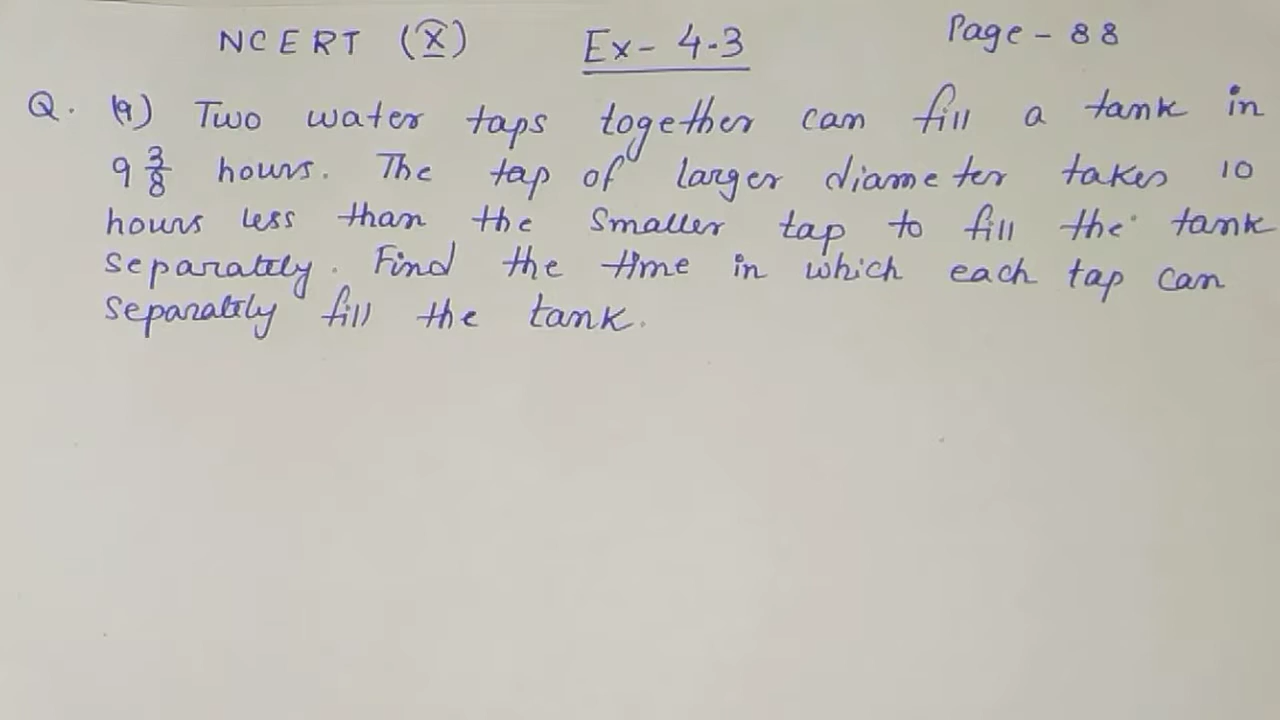 NCERT (X) Ex- 4.3 Page - 88
Q. (9) Two water taps together can fill a tank in
9 3/8 hours. The tap of larger diameter takes 10
hours less than the smaller tap to fill the tank
separately. Find the time in which each tap can
separately fill the tank.